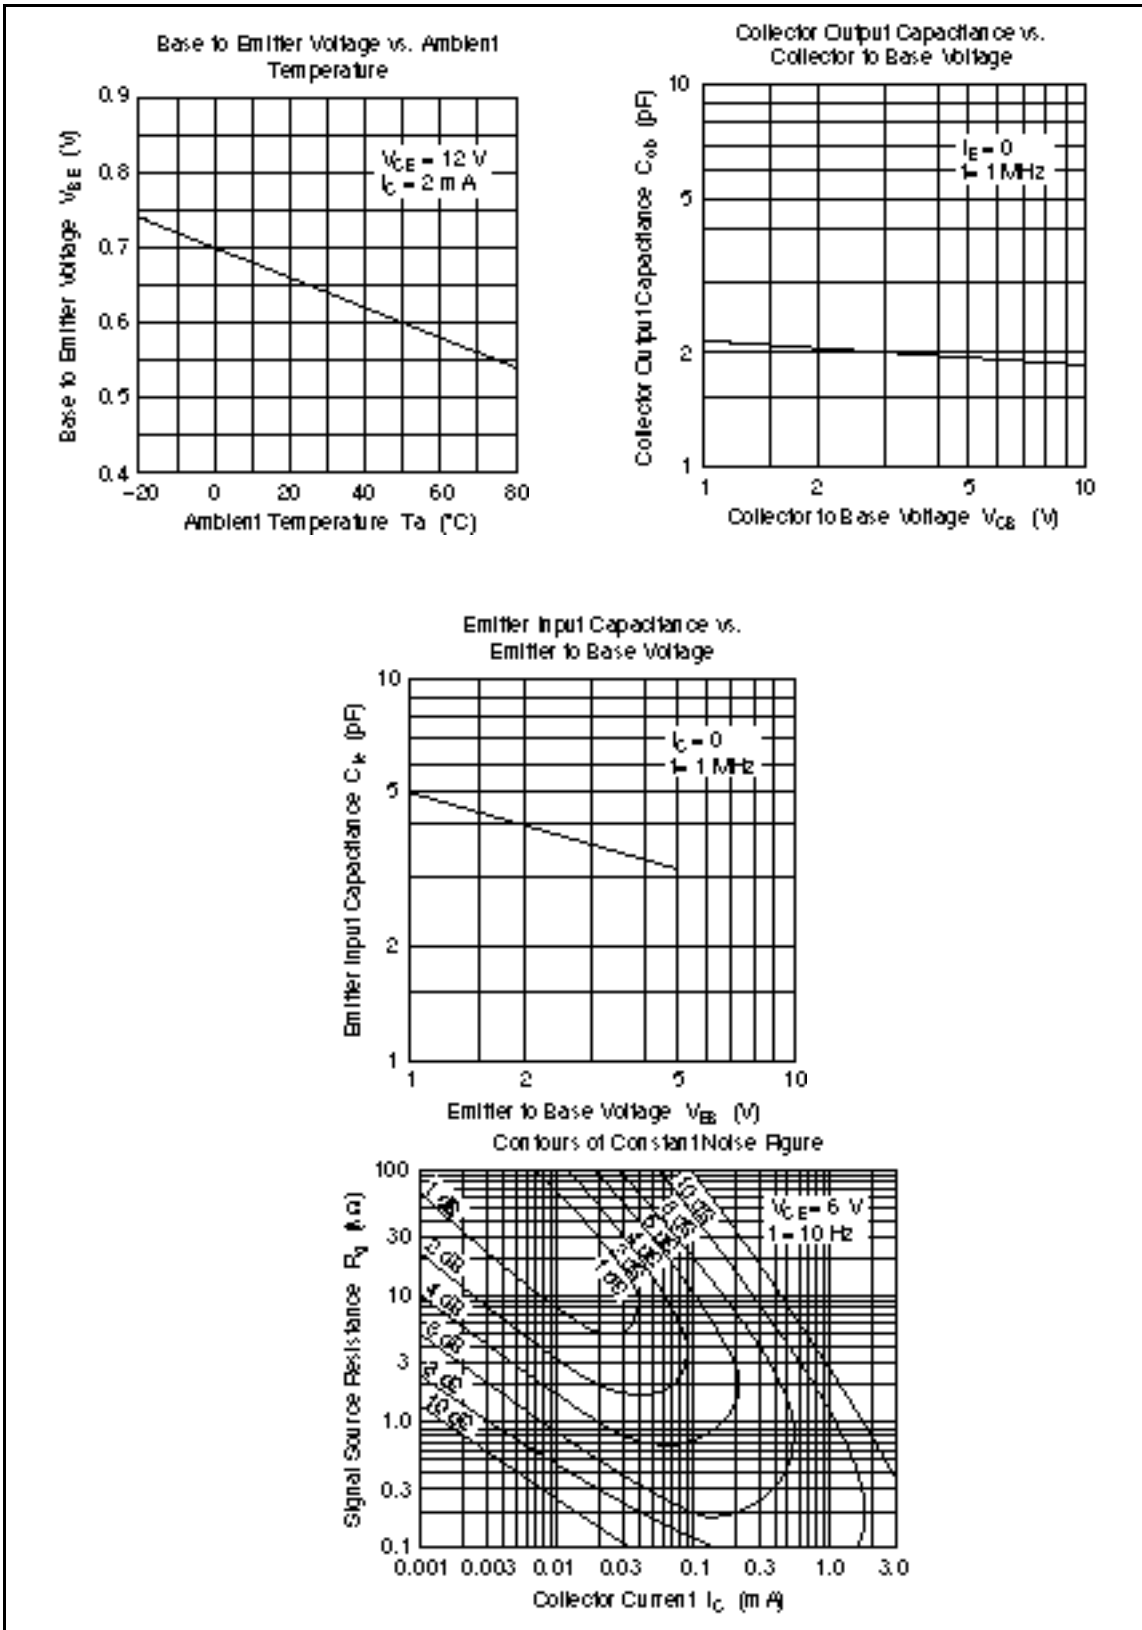 Base to Emitter Voltage vs. Ambient
Temperature
Base to Emitter Voltage VBE (V)
0.9
0.8
0.7
0.6
0.5
0.4
VCE = 12 V
IC = 2 mA
−20 0 20 40 60 80
Ambient Temperature Ta (°C)
Collector Output Capacitance vs.
Collector to Base Voltage
Collector Output Capacitance Cob (pF)
10
5
2
1
IE = 0
f = 1 MHz
1 2 5 10
Collector to Base Voltage VCB (V)
Emitter Input Capacitance vs.
Emitter to Base Voltage
Emitter Input Capacitance Cib (pF)
10
5
2
1
IC = 0
f = 1 MHz
1 2 5 10
Emitter to Base Voltage VEB (V)
Contours of Constant Noise Figure
Signal Source Resistance Rg (kΩ)
100
30
10
3
1.0
0.3
0.1
1 dB
2 dB
4 dB
6 dB
8 dB
10 dB
1 dB
10 dB
VCE = 6 V
f = 10 Hz
0.001 0.003 0.01 0.03 0.1 0.3 1.0 3.0
Collector Current IC (mA)